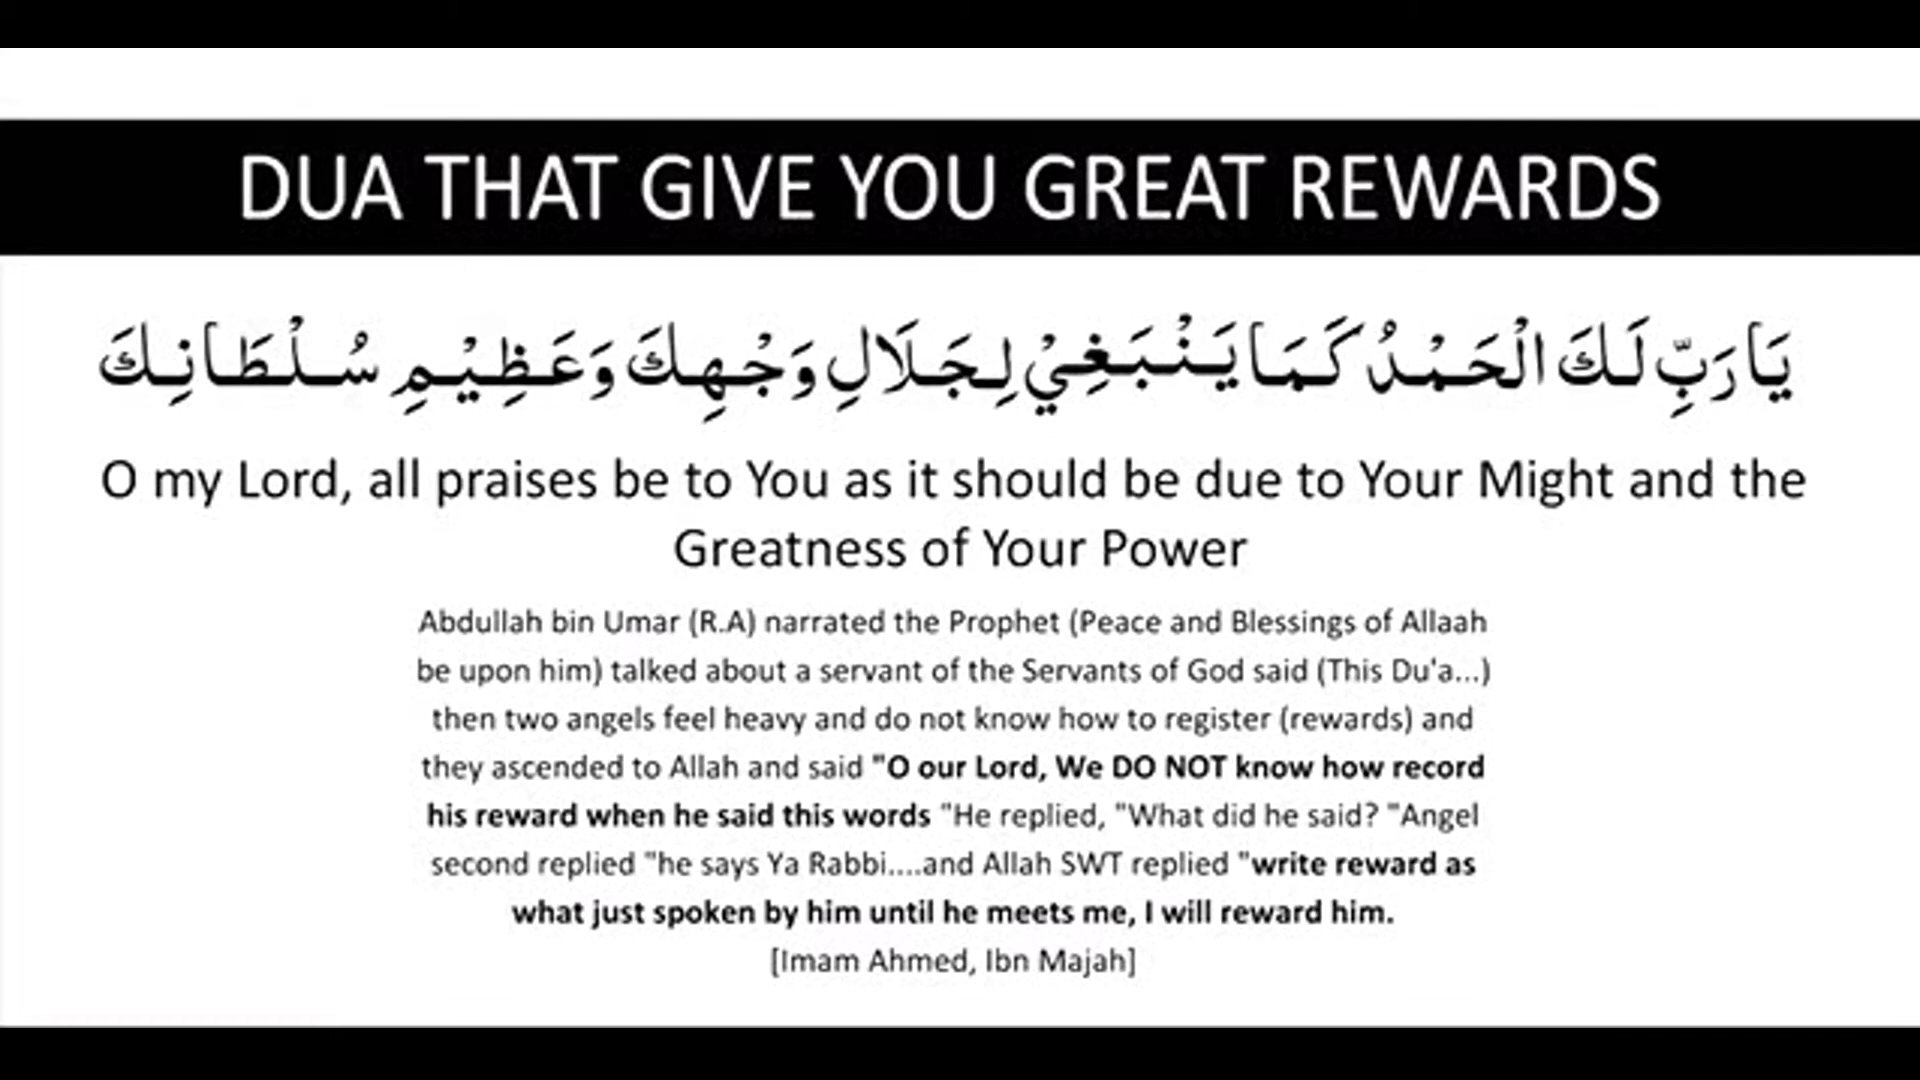 DUA THAT GIVE YOU GREAT REWARDS
يَا رَبِّ لَكَ الْحَمْدُ كَمَا يَنْبَغِيْ لِجَلَالِ وَجْهِكَ وَعَظِيْمِ سُلْطَانِكَ
O my Lord, all praises be to You as it should be due to Your Might and the
Greatness of Your Power
Abdullah bin Umar (R.A) narrated the Prophet (Peace and Blessings of Allaah
be upon him) talked about a servant of the Servants of God said (This Du'a...)
then two angels feel heavy and do not know how to register (rewards) and
they ascended to Allah and said "O our Lord, We DO NOT know how record
his reward when he said this words "He replied, "What did he said? "Angel
second replied "he says Ya Rabbi....and Allah SWT replied "write reward as
what just spoken by him until he meets me, I will reward him.
[Imam Ahmed, Ibn Majah]